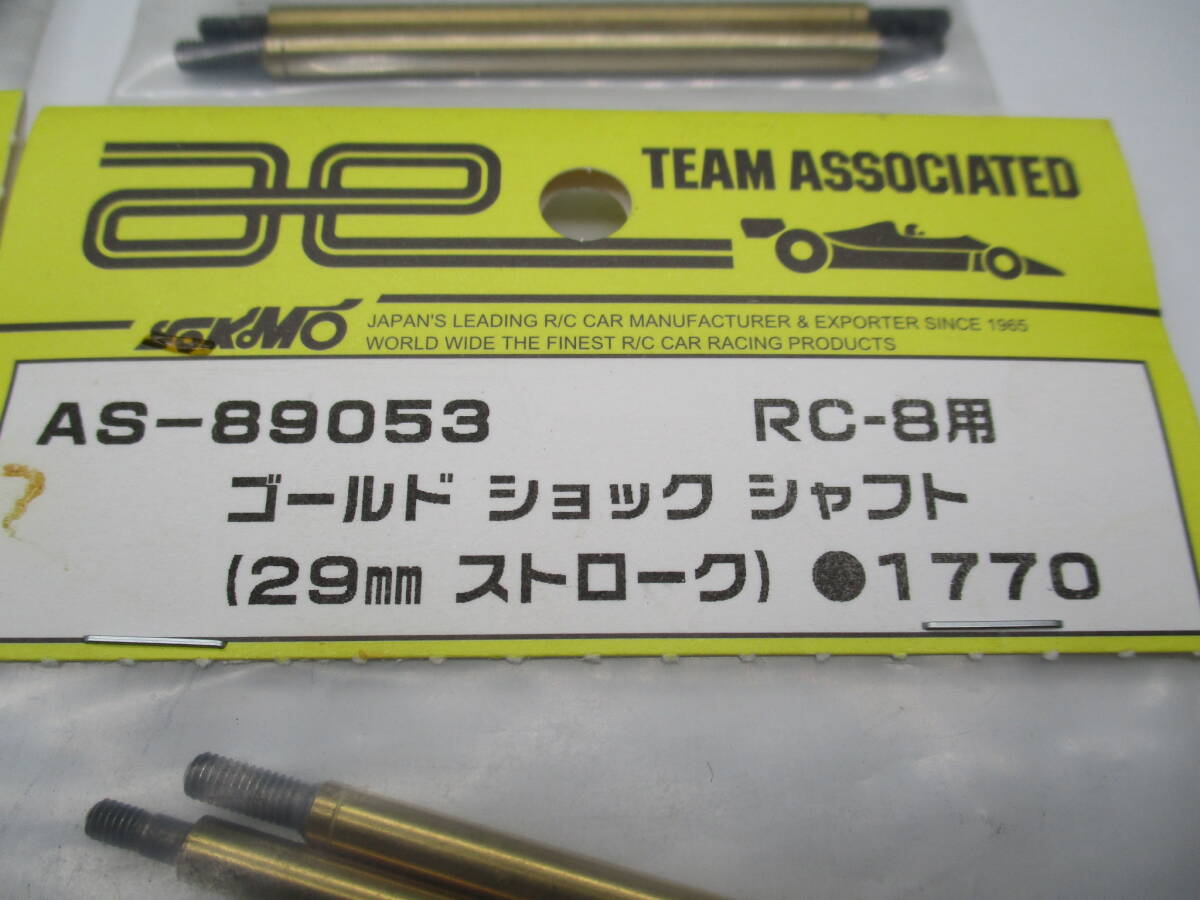 ae TEAM ASSOCIATED
YOKOMO JAPAN'S LEADING R/C CAR MANUFACTURER & EXPORTER SINCE 1965
WORLD WIDE THE FINEST R/C CAR RACING PRODUCTS
AS-89053 RC-8用
ゴールド ショック シャフト
(29mm ストローク) ●1770